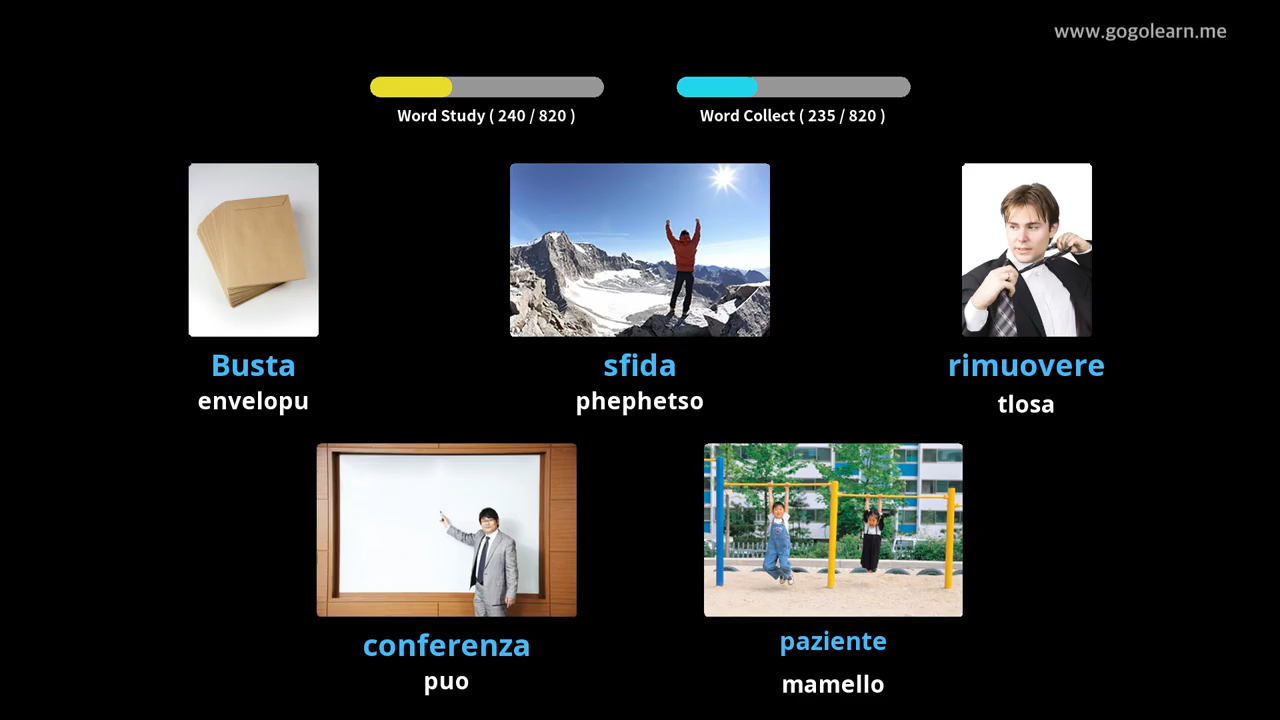 www.gogolearn.me
Word Study ( 240 / 820 )
Word Collect ( 235 / 820 )
Busta
envelopu
sfida
phephetso
rimuovere
tlosa
conferenza
puo
paziente
mamello